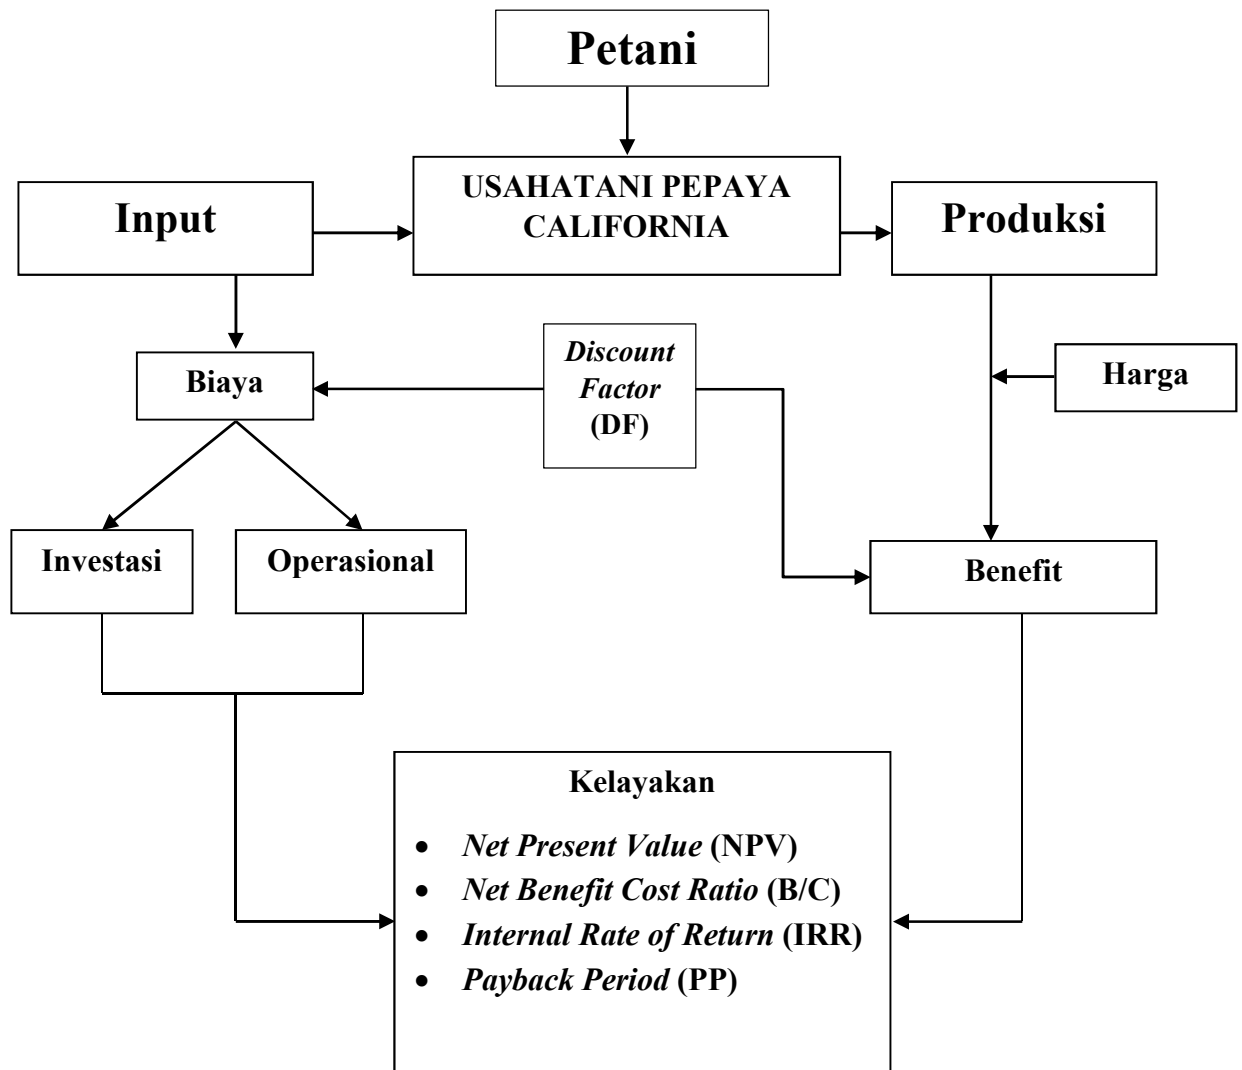 Petani
USAHATANI PEPAYA
CALIFORNIA
Input
Produksi
Discount
Factor
(DF)
Biaya
Harga
Investasi
Operasional
Benefit
Kelayakan
• Net Present Value (NPV)
• Net Benefit Cost Ratio (B/C)
• Internal Rate of Return (IRR)
• Payback Period (PP)